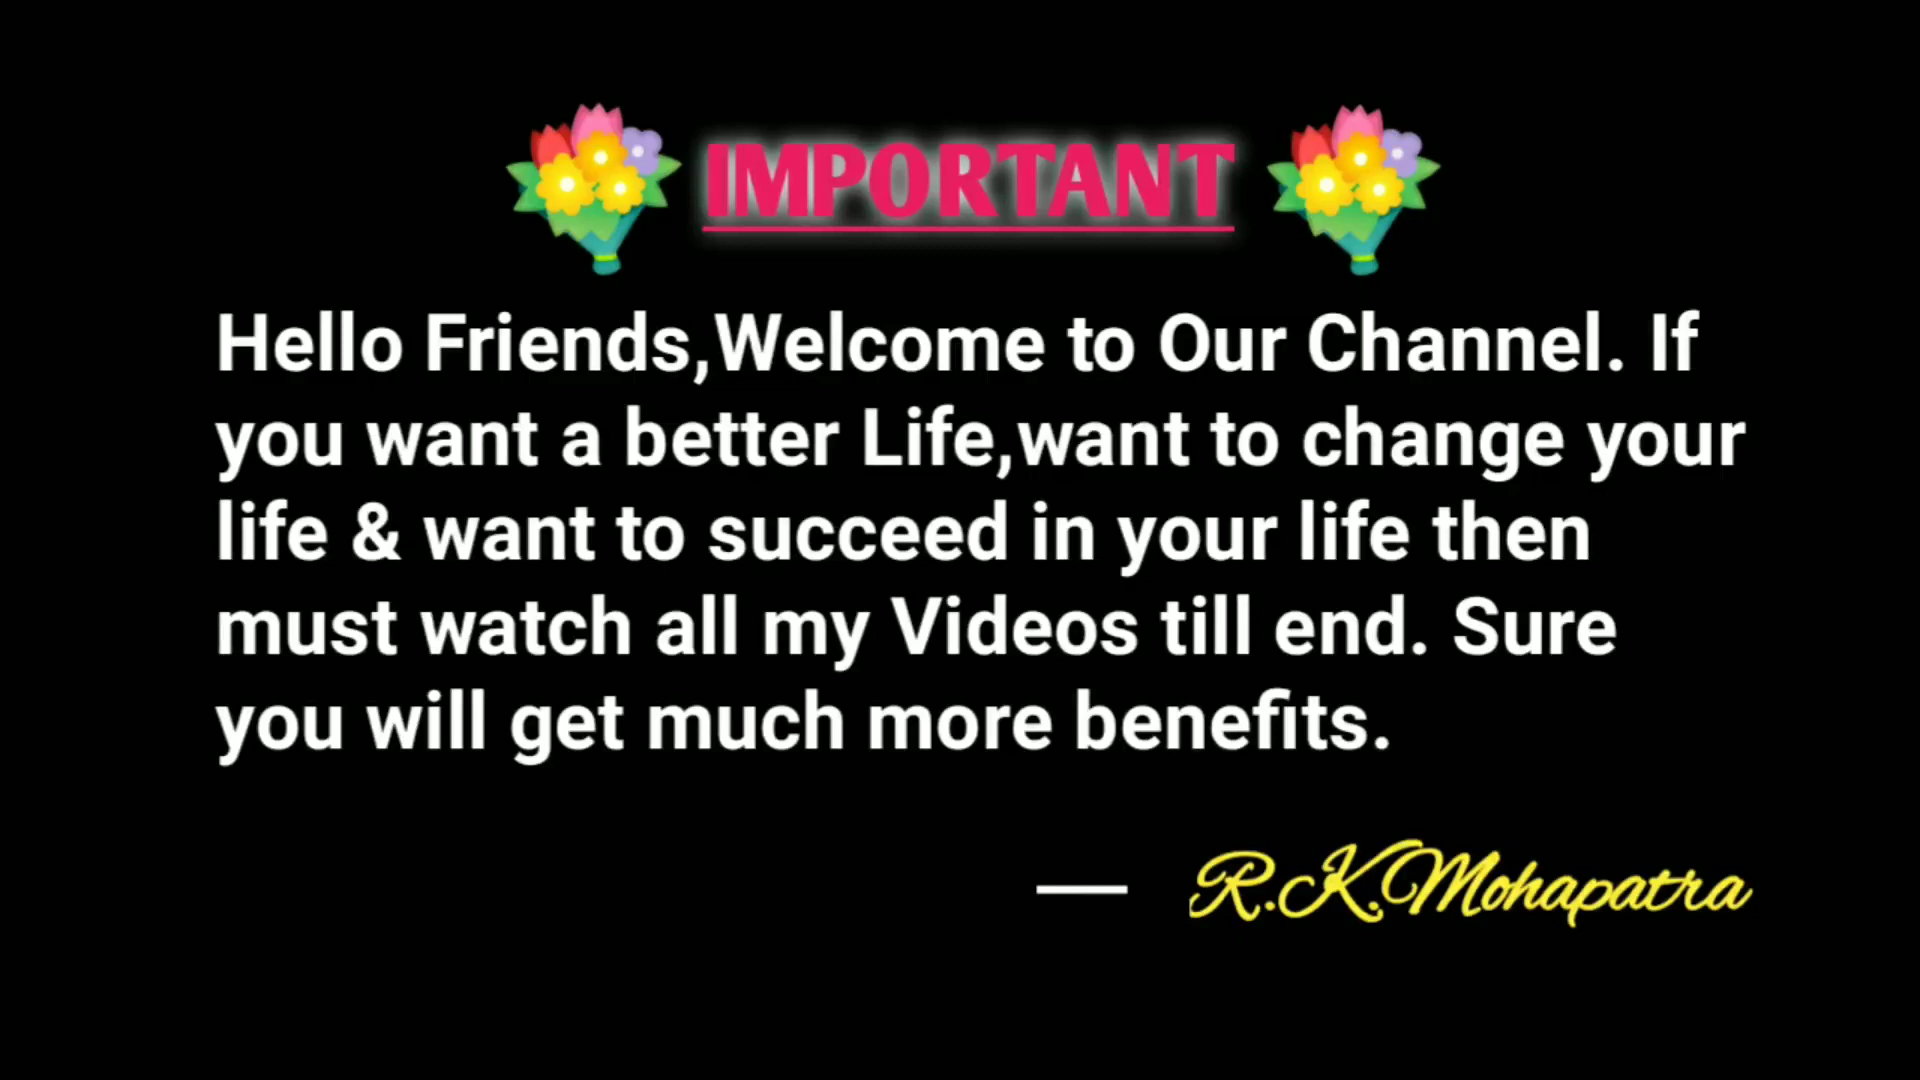 IMPORTANT
Hello Friends,Welcome to Our Channel. If
you want a better Life,want to change your
life & want to succeed in your life then
must watch all my Videos till end. Sure
you will get much more benefits.
— R.K.Mohapatra